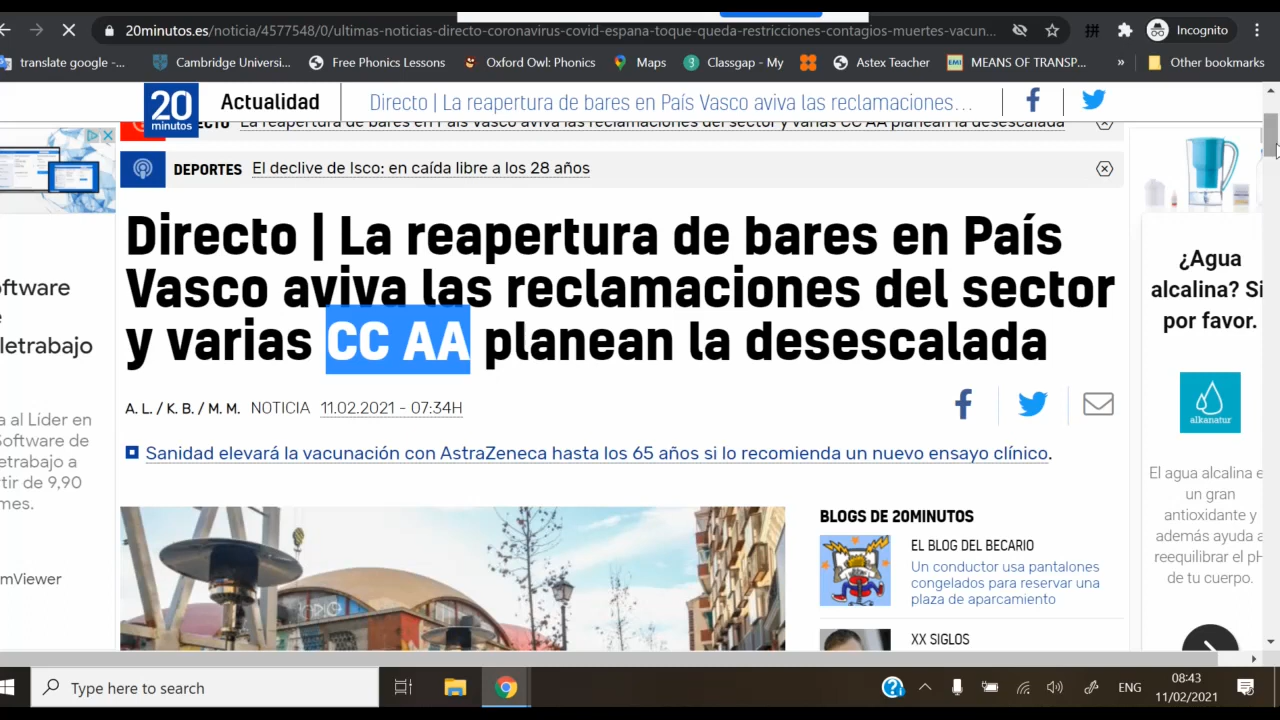 20minutos.es/noticia/4577548/0/ultimas-noticias-directo-coronavirus-covid-espana-toque-queda-restricciones-contagios-muertes-vacun...
Incognito
translate google -...
Cambridge Universi...
Free Phonics Lessons
Oxford Owl: Phonics
Maps
Classgap - My
Astex Teacher
EMI
MEANS OF TRANSP...
»
Other bookmarks
20
minutos
Actualidad
Directo | La reapertura de bares en País Vasco aviva las reclamaciones...
La reapertura de bares en País Vasco aviva las reclamaciones del sector y varias CC AA planean la desescalada
DEPORTES El declive de Isco: en caída libre a los 28 años
Directo | La reapertura de bares en País
Vasco aviva las reclamaciones del sector
y varias CC AA planean la desescalada
A. L. / K. B. / M. M. NOTICIA 11.02.2021 - 07:34H
Sanidad elevará la vacunación con AstraZeneca hasta los 65 años si lo recomienda un nuevo ensayo clínico.
BLOGS DE 20MINUTOS
EL BLOG DEL BECARIO
Un conductor usa pantalones
congelados para reservar una
plaza de aparcamiento
XX SIGLOS
¿Agua
alcalina? Sí
por favor.
alkanatur
El agua alcalina e
un gran
antioxidante y
además ayuda a
reequilibrar el pH
de tu cuerpo.
ftware
e
letrabajo
a al Líder en
Software de
etrabajo a
tir de 9,90
mes.
mViewer
Type here to search
ENG
08:43
11/02/2021